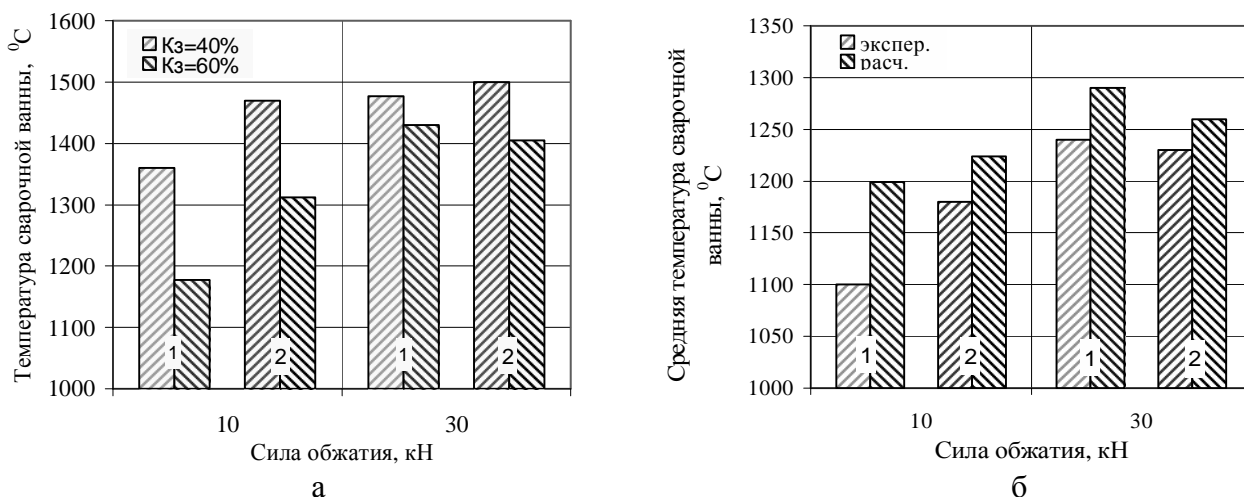 Температура сварочной ванны, ⁰С
1600
1500
1400
1300
1200
1100
1000
Кз=40%
Кз=60%
1
2
1
2
10
30
Сила обжатия, кН
а
Средняя температура сварочной
ванны, ⁰С
1350
1300
1250
1200
1150
1100
1050
1000
экспер.
расч.
1
2
1
2
10
30
Сила обжатия, кН
б